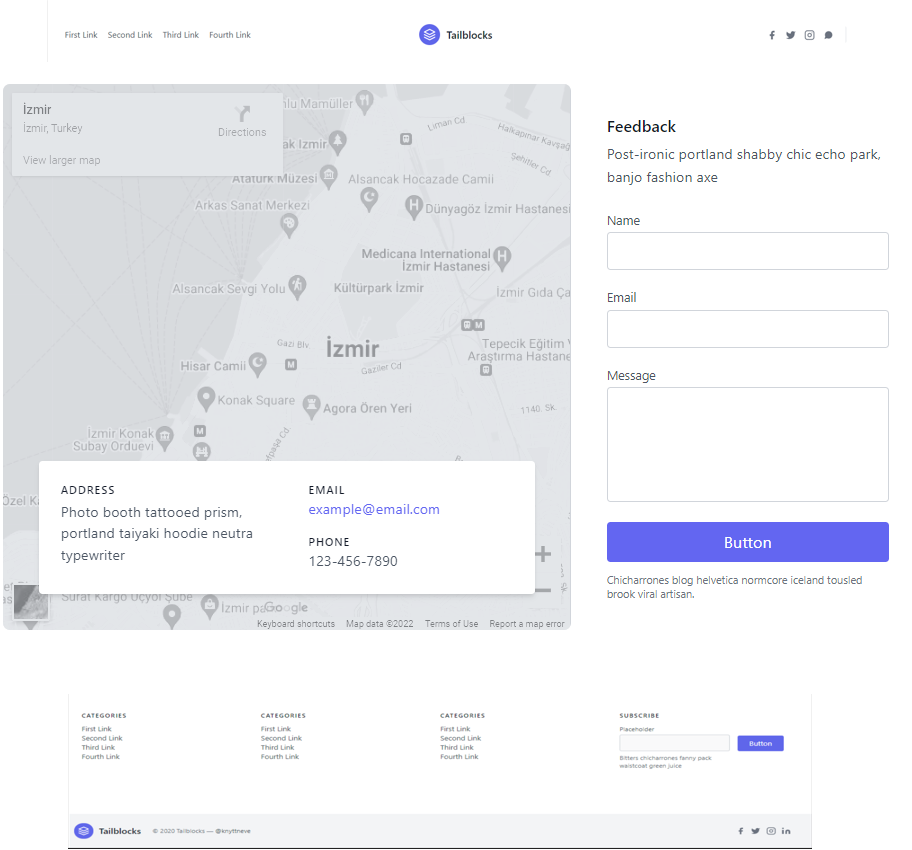 First Link Second Link Third Link Fourth Link
Tailblocks
İzmir
İzmir, Turkey
Directions
View larger map
nlu Mamuller
Liman Cd.
Halkapınar Kavşağ
Şehitler Cd.
ak İzmir
Atatürk Müzesi
Alsancak Hocazade Camii
Arkas Sanat Merkezi
Dünyagöz İzmir Hastanesi
Medicana International
İzmir Hastanesi
Alsancak Sevgi Yolu
Kültürpark İzmir
İzmir Gıda Ça
Gazi Blv.
İzmir
Tepecik Eğitim
Araştırma Hastane
Hisar Camii
Gaziler Cd
Konak Square
Agora Ören Yeri
1140. Sk.
İzmir Konak
Subay Orduevi
efpaşa Cd.
Özel K
ADDRESS
Photo booth tattooed prism,
portland taiyaki hoodie neutra
typewriter
EMAIL
example@email.com
PHONE
123-456-7890
Surat Kargo Üçyol Şube
İzmir pa
Google
Keyboard shortcuts Map data ©2022 Terms of Use Report a map error
Feedback
Post-ironic portland shabby chic echo park,
banjo fashion axe
Name
Email
Message
Button
Chicharrones blog helvetica normcore iceland tousled
brook viral artisan.
CATEGORIES
First Link
Second Link
Third Link
Fourth Link
CATEGORIES
First Link
Second Link
Third Link
Fourth Link
CATEGORIES
First Link
Second Link
Third Link
Fourth Link
SUBSCRIBE
Placeholder
Button
Bitters chicharrones fanny pack
waistcoat green juice
Tailblocks
© 2020 Tailblocks — @knyttneve